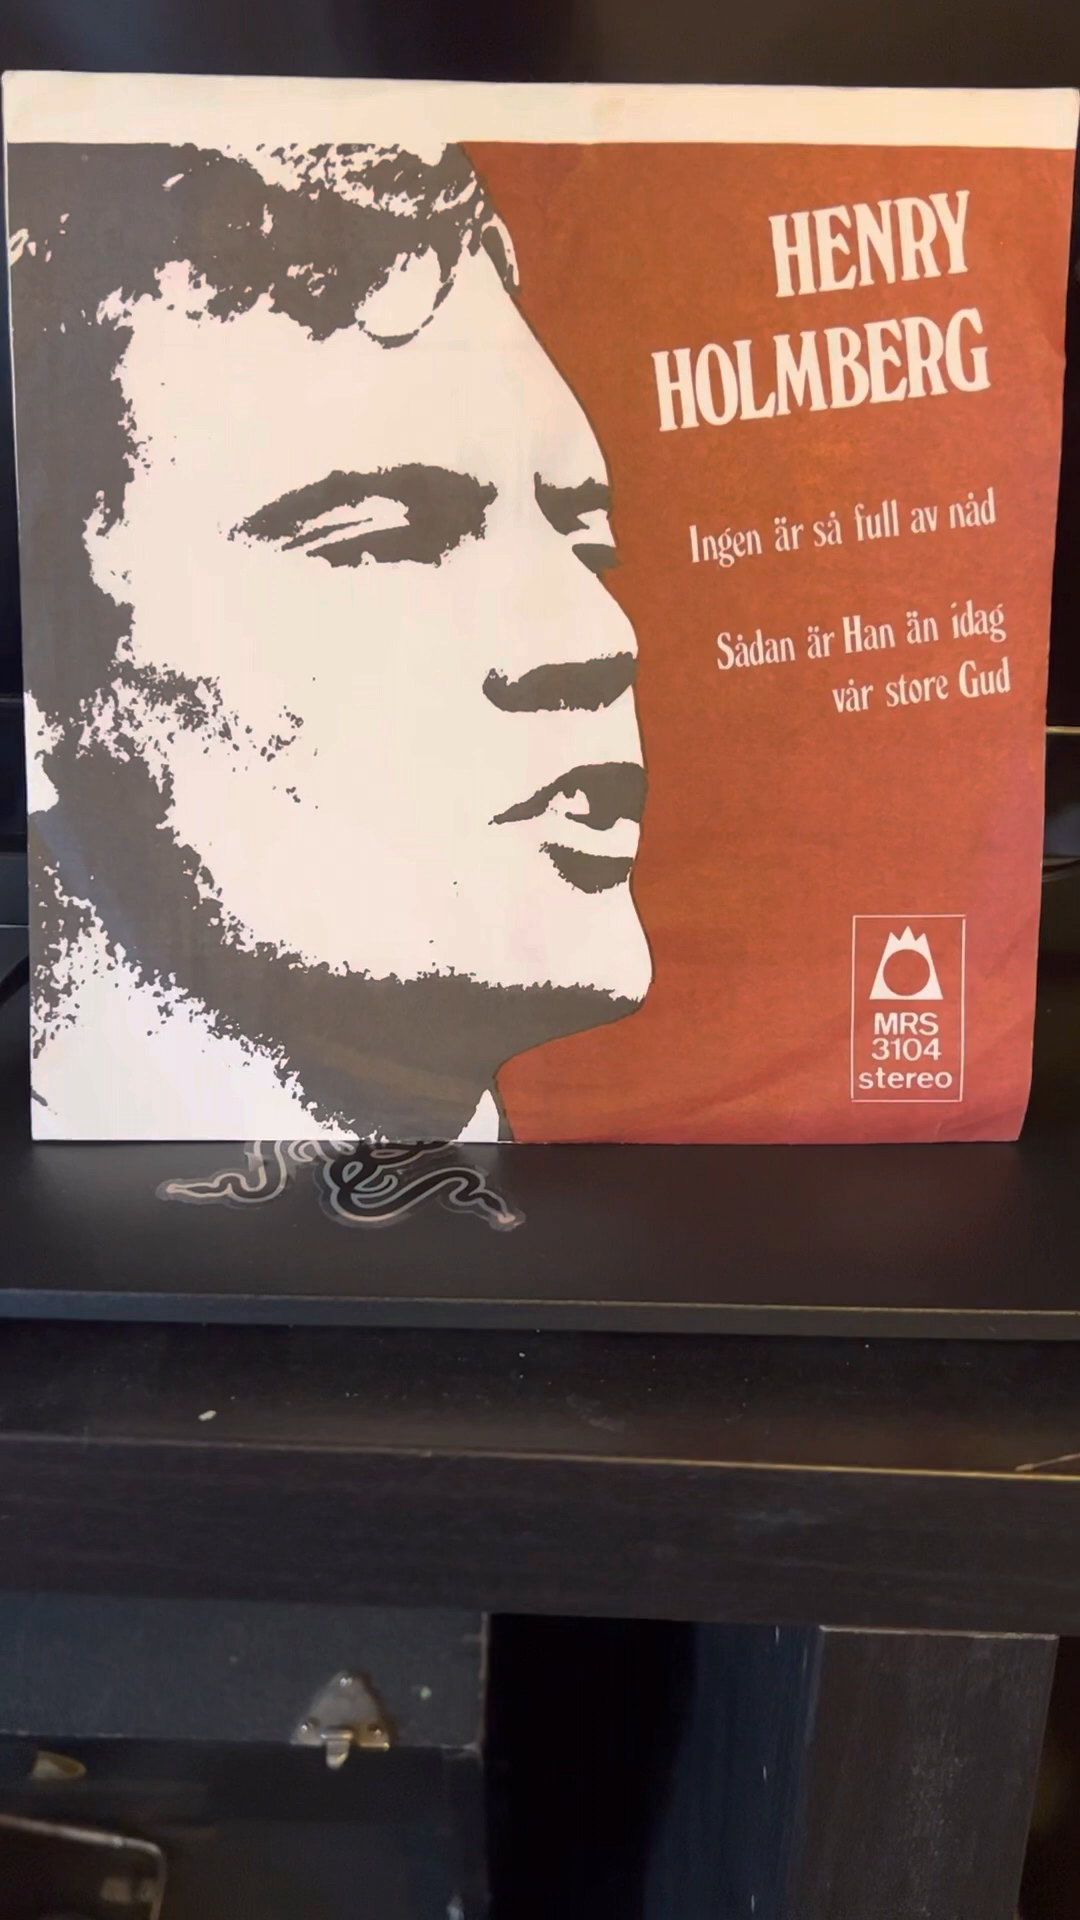 HENRY
HOLMBERG
Ingen är så full av nåd
Sådan är Han än idag
vår store Gud
MRS
3104
stereo